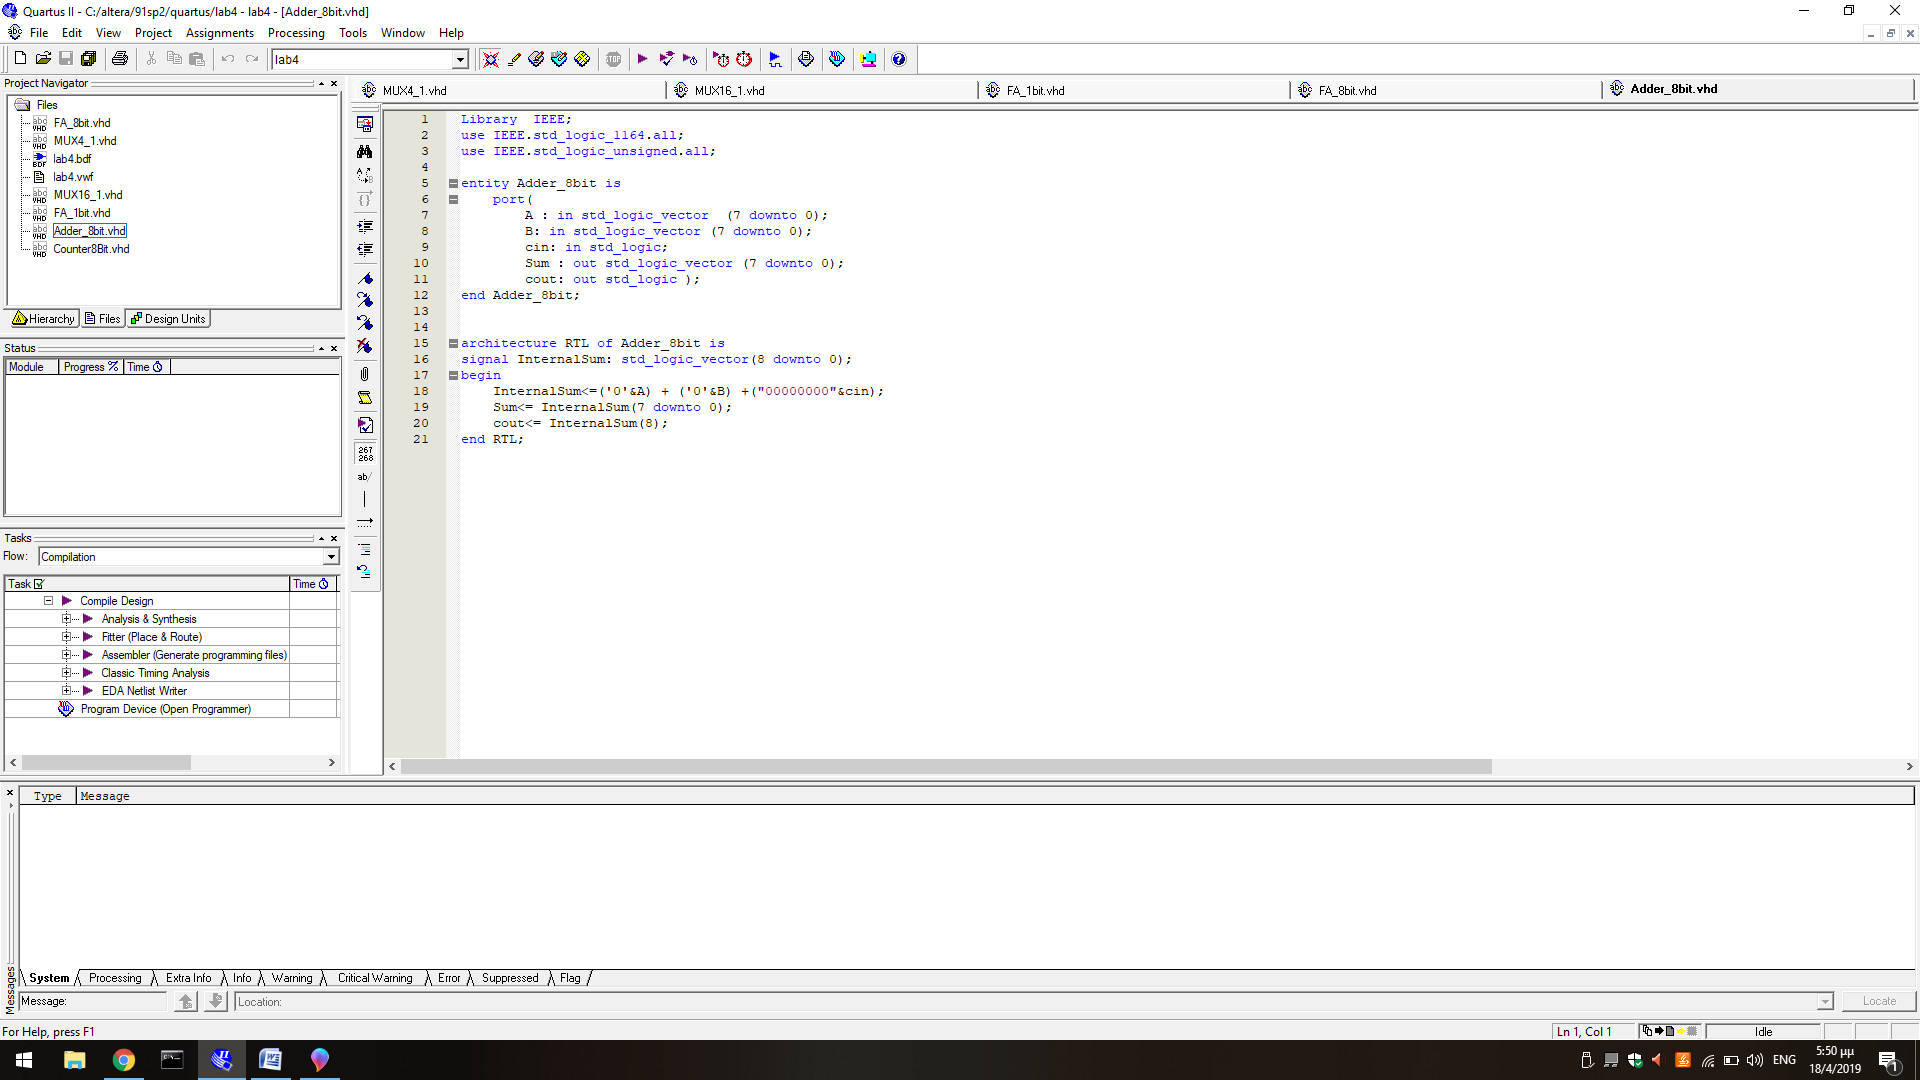 Quartus II - C:/altera/91sp2/quartus/lab4 - lab4 - [Adder_8bit.vhd]
File Edit View Project Assignments Processing Tools Window Help
lab4
STOP
Project Navigator
MUX4_1.vhd MUX16_1.vhd FA_1bit.vhd FA_8bit.vhd Adder_8bit.vhd
Files
FA_8bit.vhd
MUX4_1.vhd
lab4.bdf
lab4.vwf
MUX16_1.vhd
FA_1bit.vhd
Adder_8bit.vhd
Counter8Bit.vhd
Hierarchy Files Design Units
Status
Module Progress % Time
Tasks
Flow: Compilation
Task Time
Compile Design
Analysis & Synthesis
Fitter (Place & Route)
Assembler (Generate programming files)
Classic Timing Analysis
EDA Netlist Writer
Program Device (Open Programmer)
267
268
ab/
1 Library  IEEE;
2 use IEEE.std_logic_1164.all;
3 use IEEE.std_logic_unsigned.all;
4
5 entity Adder_8bit is
6     port(
7         A : in std_logic_vector  (7 downto 0);
8         B: in std_logic_vector (7 downto 0);
9         cin: in std_logic;
10         Sum : out std_logic_vector (7 downto 0);
11         cout: out std_logic );
12 end Adder_8bit;
13
14
15 architecture RTL of Adder_8bit is
16 signal InternalSum: std_logic_vector(8 downto 0);
17 begin
18     InternalSum<=('0'&A) + ('0'&B) +("00000000"&cin);
19     Sum<= InternalSum(7 downto 0);
20     cout<= InternalSum(8);
21 end RTL;
Type Message
Messages
System Processing Extra Info Info Warning Critical Warning Error Suppressed Flag
Message: Location: Locate
For Help, press F1
Ln 1, Col 1 Idle
ENG
5:50 μμ
18/4/2019
1